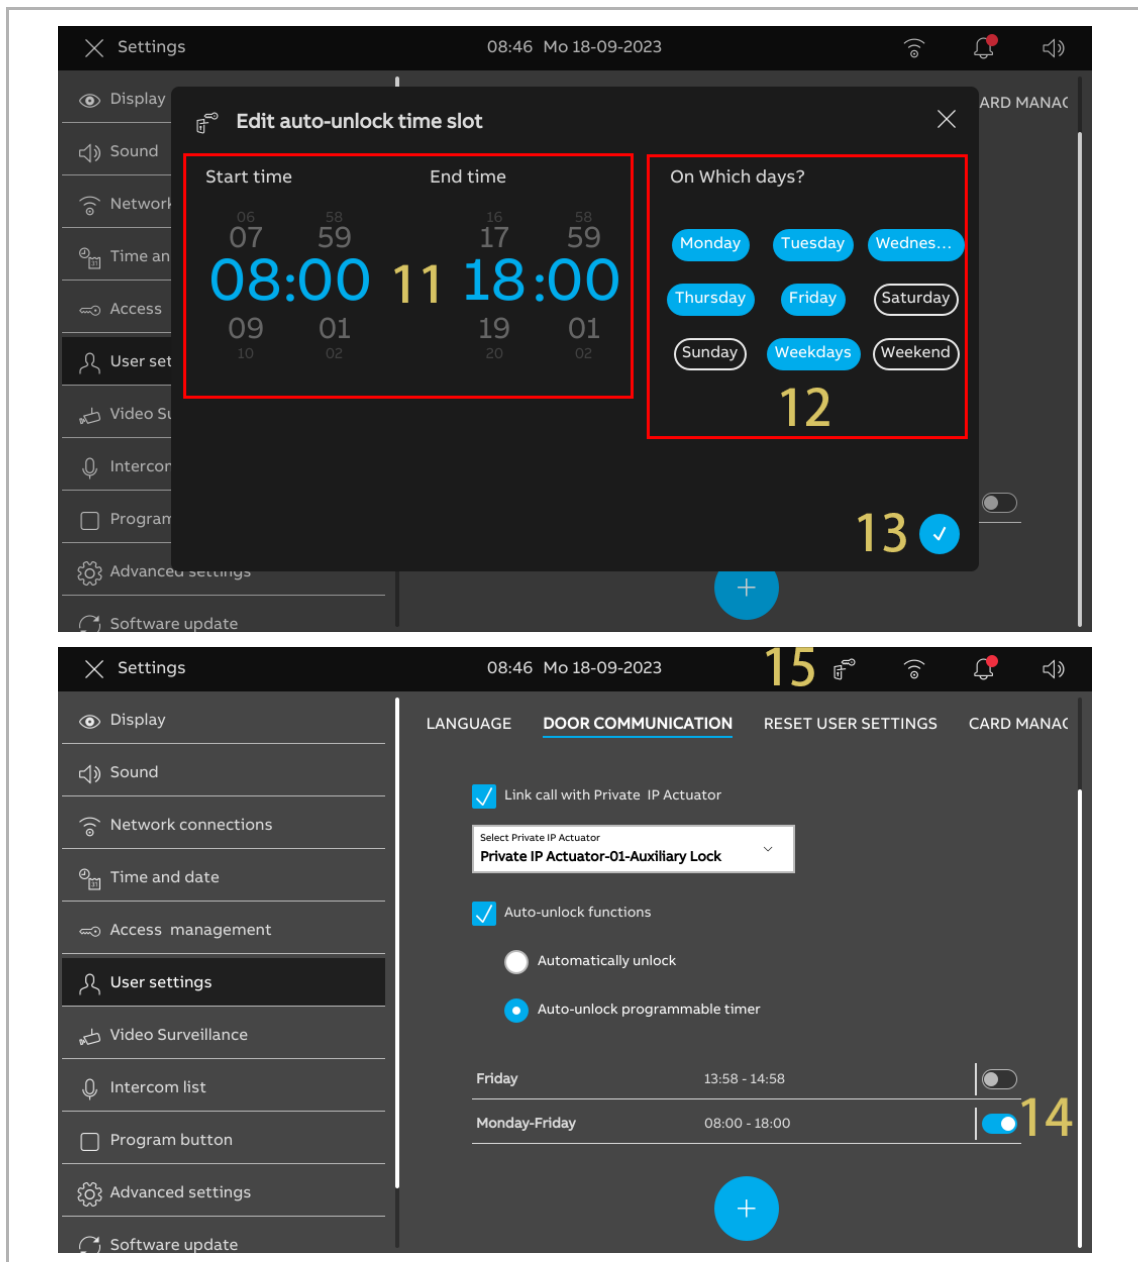 Settings
08:46 Mo 18-09-2023
Display
ARD MANAC
Edit auto-unlock time slot
Sound
Start time
End time
On Which days?
Network
06 58 16 58
07 59 17 59
Monday Tuesday Wednes...
Time an
08:00 11 18:00
Thursday Friday Saturday
Access
09 01 19 01
10 02 20 02
Sunday Weekdays Weekend
User set
12
Video Su
Intercom
Program
13
Advanced settings
Software update
Settings
08:46 Mo 18-09-2023
15
Display
LANGUAGE DOOR COMMUNICATION RESET USER SETTINGS CARD MANAC
Sound
Link call with Private IP Actuator
Network connections
Select Private IP Actuator
Private IP Actuator-01-Auxiliary Lock
Time and date
Auto-unlock functions
Access management
Automatically unlock
User settings
Auto-unlock programmable timer
Video Surveillance
Friday 13:58 - 14:58
Intercom list
Monday-Friday 08:00 - 18:00
14
Program button
Advanced settings
Software update